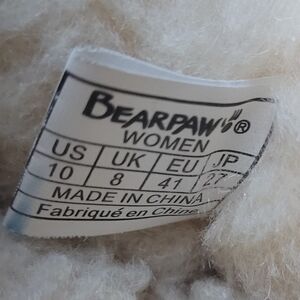 BEARPAW®
WOMEN
US UK EU JP
10 8 41 27
MADE IN CHINA
Fabriqué en Chine